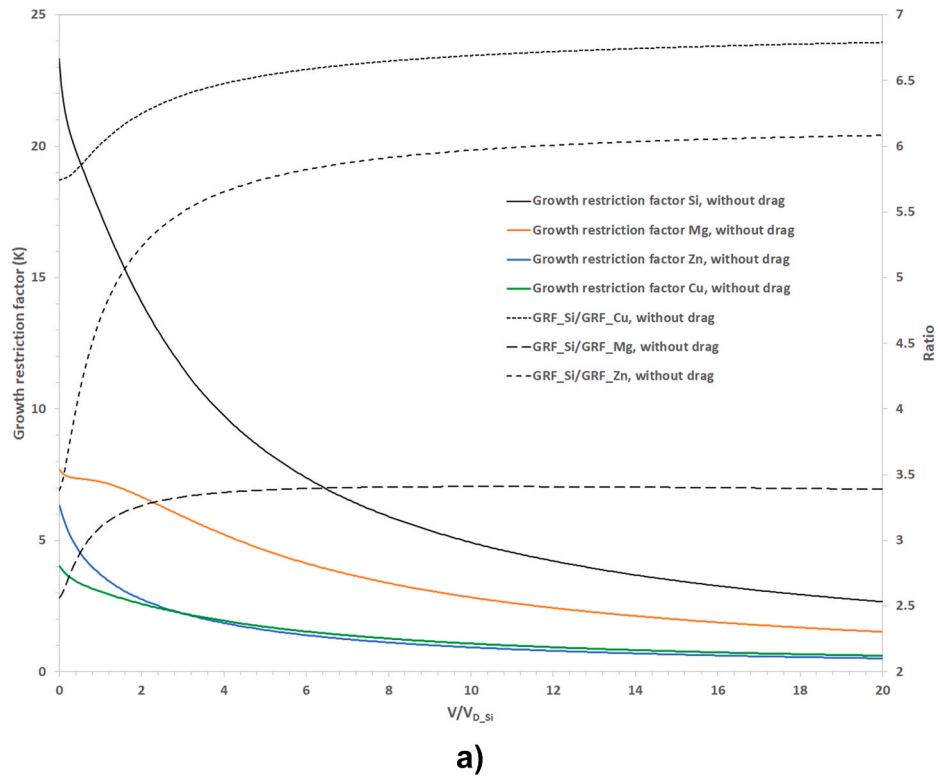 25
20
15
10
5
0
Growth restriction factor (K)
7
6.5
6
5.5
5
4.5
4
3.5
3
2.5
2
Ratio
Growth restriction factor Si, without drag
Growth restriction factor Mg, without drag
Growth restriction factor Zn, without drag
Growth restriction factor Cu, without drag
GRF_Si/GRF_Cu, without drag
GRF_Si/GRF_Mg, without drag
GRF_Si/GRF_Zn, without drag
0 2 4 6 8 10 12 14 16 18 20
V/V_D_Si
a)